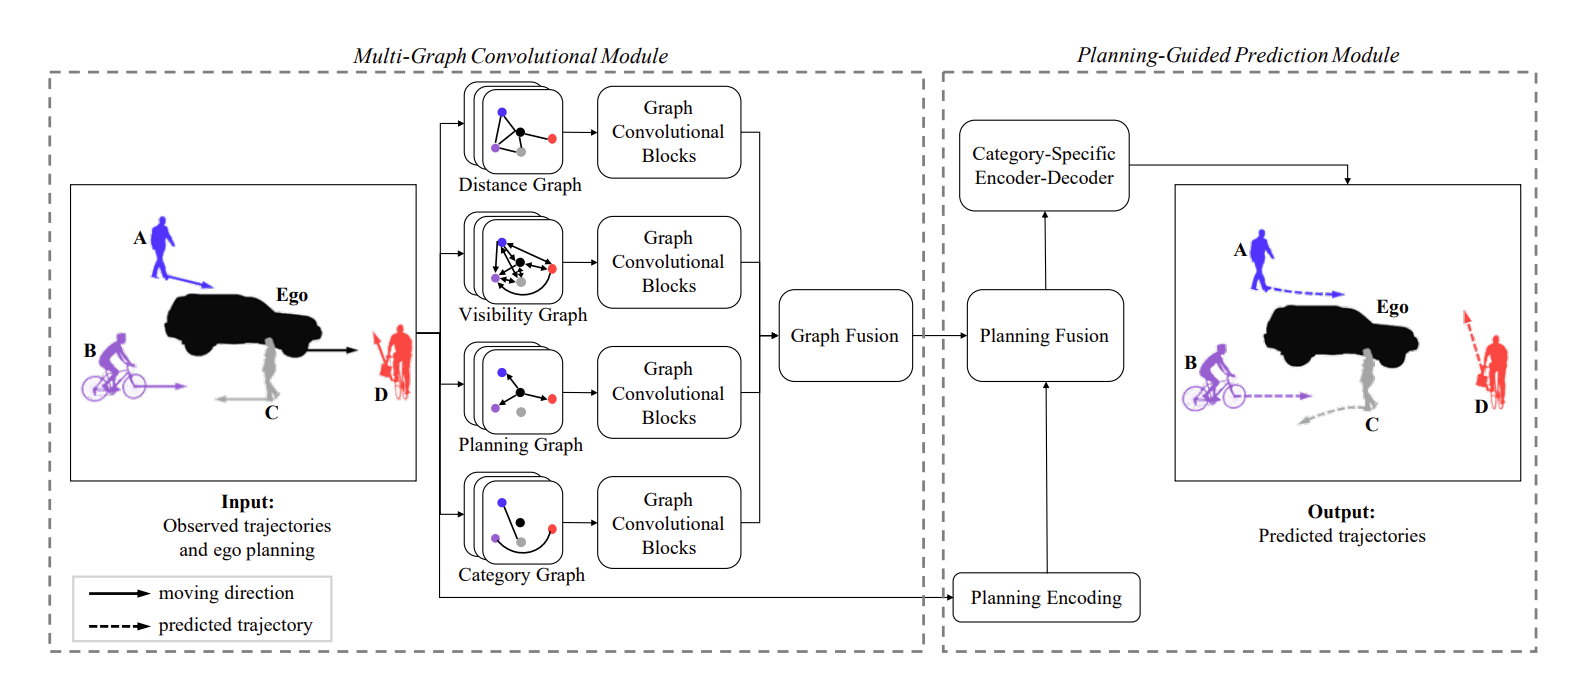 Multi-Graph Convolutional Module
Planning-Guided Prediction Module
A
Ego
B
C
D
Input:
Observed trajectories
and ego planning
moving direction
predicted trajectory
Distance Graph
Graph
Convolutional
Blocks
Visibility Graph
Graph
Convolutional
Blocks
Planning Graph
Graph
Convolutional
Blocks
Category Graph
Graph
Convolutional
Blocks
Graph Fusion
Category-Specific
Encoder-Decoder
Planning Fusion
Planning Encoding
A
Ego
B
C
D
Output:
Predicted trajectories